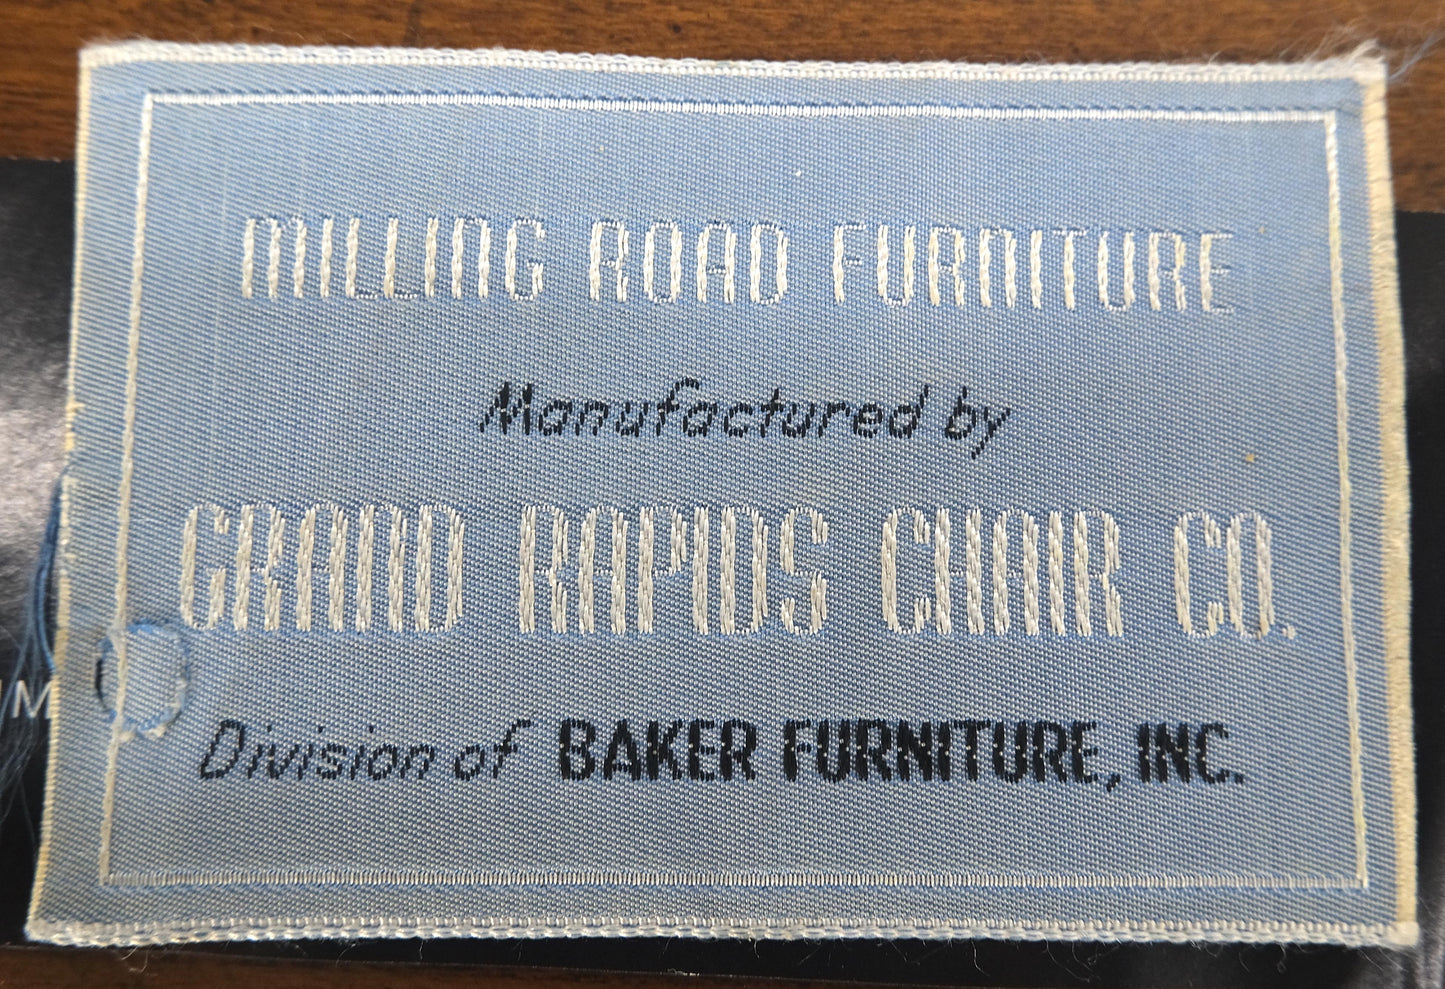 MILLING ROAD FURNITURE
Manufactured by
GRAND RAPIDS CHAIR CO.
Division of BAKER FURNITURE, INC.